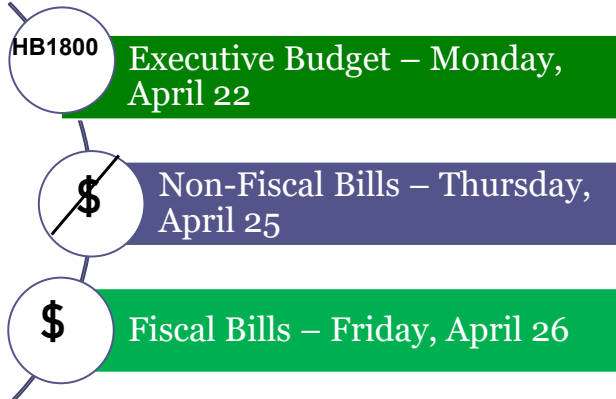 HB1800
Executive Budget – Monday,
April 22
$
Non-Fiscal Bills – Thursday,
April 25
$
Fiscal Bills – Friday, April 26